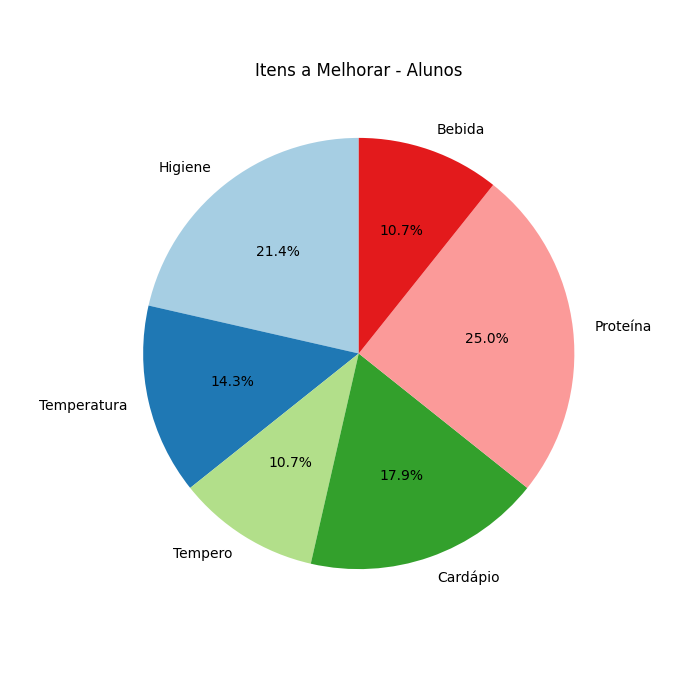 Itens a Melhorar - Alunos
Bebida
Higiene
10.7%
21.4%
Proteína
25.0%
14.3%
Temperatura
10.7%
17.9%
Tempero
Cardápio